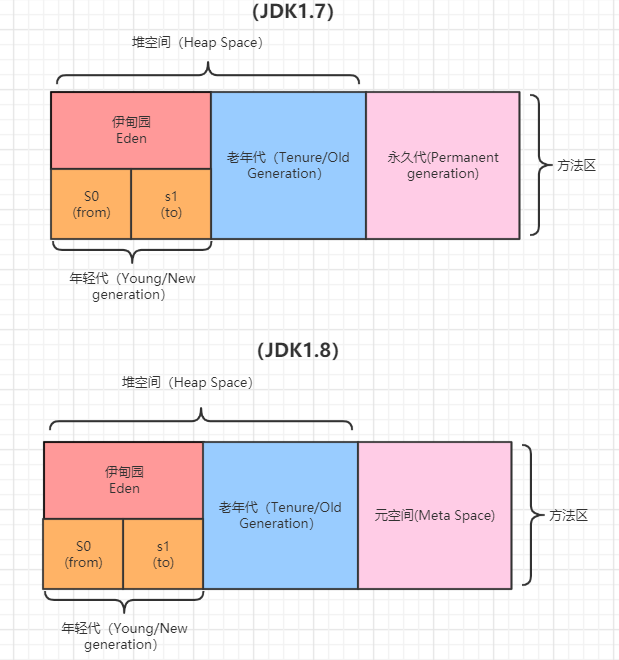 (JDK1.7)
堆空间（Heap Space）
伊甸园
Eden
S0
(from)
s1
(to)
老年代（Tenure/Old
Generation）
永久代(Permanent
generation)
方法区
年轻代（Young/New
generation）
(JDK1.8)
堆空间（Heap Space）
伊甸园
Eden
S0
(from)
s1
(to)
老年代（Tenure/Old
Generation）
元空间(Meta Space)
方法区
年轻代（Young/New
generation）